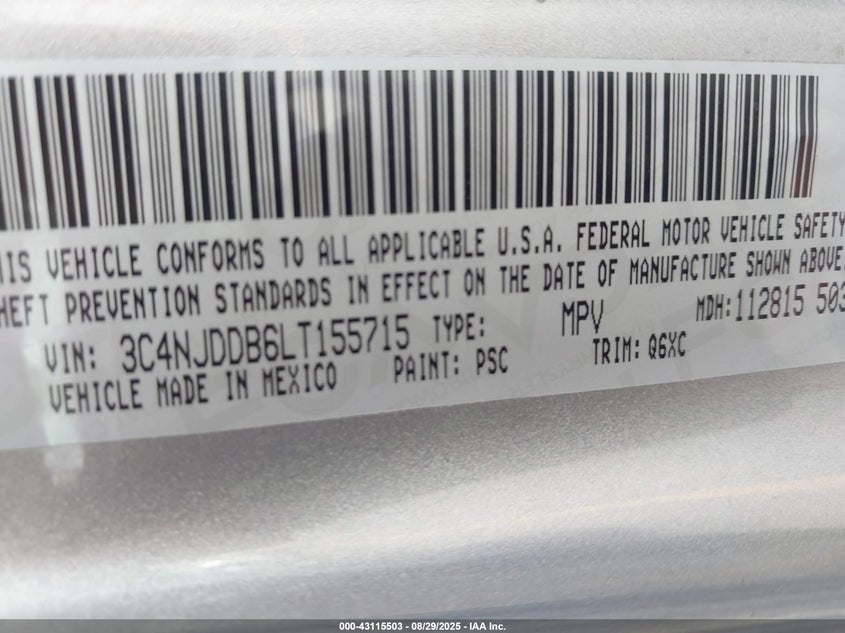 HIS VEHICLE CONFORMS TO ALL APPLICABLE U.S.A. FEDERAL MOTOR VEHICLE SAFETY
HEFT PREVENTION STANDARDS IN EFFECT ON THE DATE OF MANUFACTURE SHOWN ABOVE.
VIN: 3C4NJDDB6LT155715 TYPE: MPV MDH:112815 503
VEHICLE MADE IN MEXICO PAINT: PSC TRIM: Q6XC
000-43115503 - 08/29/2025 - IAA Inc.